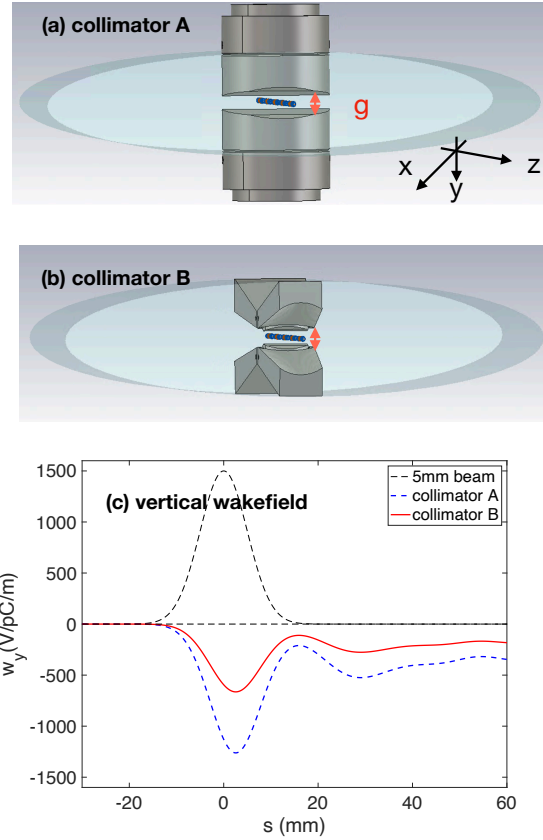 (a) collimator A
g
x
y
z
(b) collimator B
(c) vertical wakefield
5mm beam
collimator A
collimator B
w_y(V/pC/m)
1500
1000
500
0
-500
-1000
-1500
-20
0
20
40
60
s (mm)